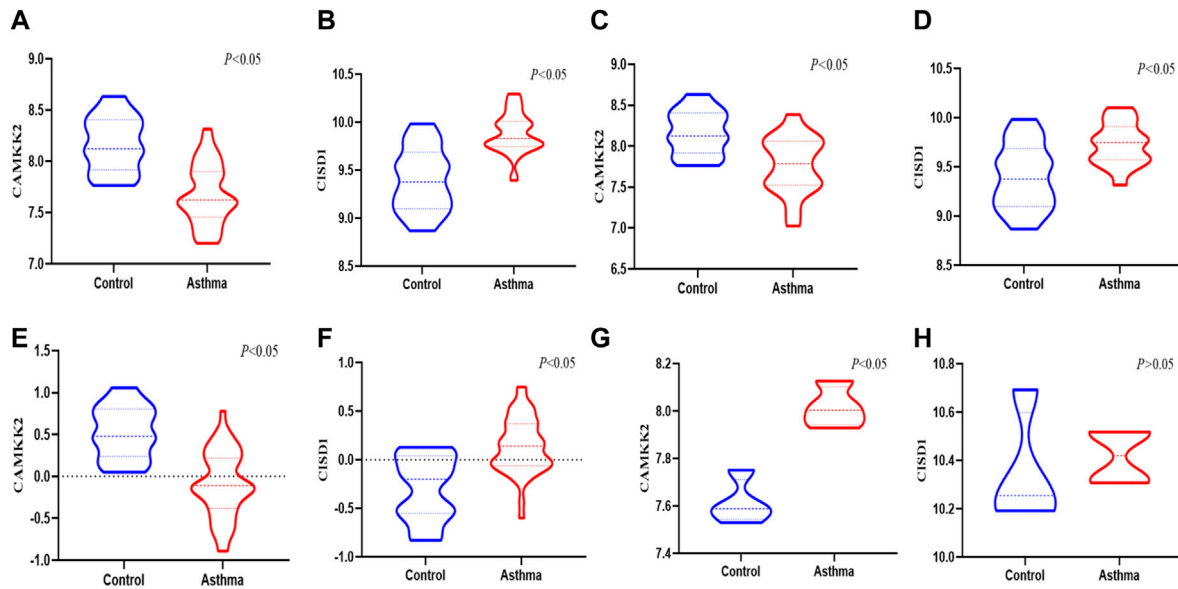 A
P<0.05
CAMKK2
9.0
8.5
8.0
7.5
7.0
Control Asthma
B
P<0.05
CISD1
10.5
10.0
9.5
9.0
8.5
Control Asthma
C
P<0.05
CAMKK2
9.0
8.5
8.0
7.5
7.0
6.5
Control Asthma
D
P<0.05
CISD1
10.5
10.0
9.5
9.0
8.5
Control Asthma
E
P<0.05
CAMKK2
1.5
1.0
0.5
0.0
-0.5
-1.0
Control Asthma
F
P<0.05
CISD1
1.0
0.5
0.0
-0.5
-1.0
Control Asthma
G
P<0.05
CAMKK2
8.2
8.0
7.8
7.6
7.4
Control Asthma
H
P>0.05
CISD1
10.8
10.6
10.4
10.2
10.0
Control Asthma